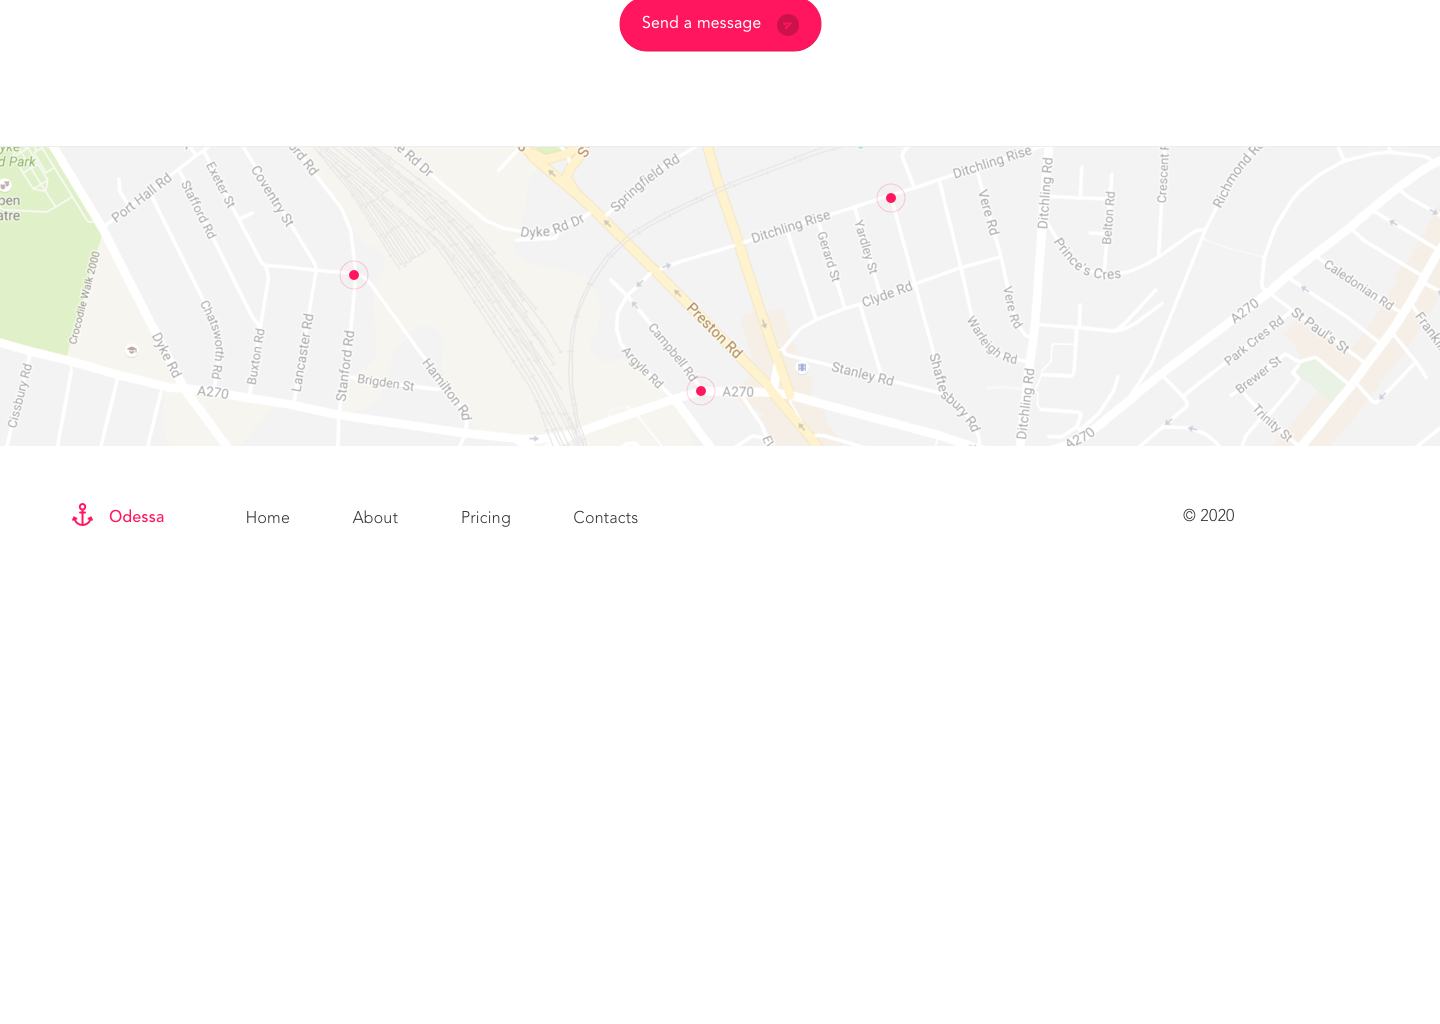 Send a message
d Park
pen
atre
Port Hall Rd
Stafford Rd
Exeter St
Coventry St
ord Rd
e Rd Dr
Dyke Rd Dr
Springfield Rd
S
Ditchling Rise
Ditchling Rise
Gerard St
Yardley St
Clyde Rd
Vere Rd
Vere Rd
Ditchling Rd
Belton Rd
Crescent R
Richmond Rd
Prince's Cres
Crocodile Walk 2000
Dyke Rd
Chatsworth Rd
Buxton Rd
Lancaster Rd
Stanford Rd
Brigden St
Hamilton Rd
Cissbury Rd
A270
Preston Rd
Campbell Rd
Argyle Rd
A270
Stanley Rd
Shaftesbury Rd
Warleigh Rd
Ditchling Rd
A270
A270
Caledonian Rd
St Paul's St
Park Cres Rd
Brewer St
Trinity St
Franklin
Odessa
Home
About
Pricing
Contacts
© 2020